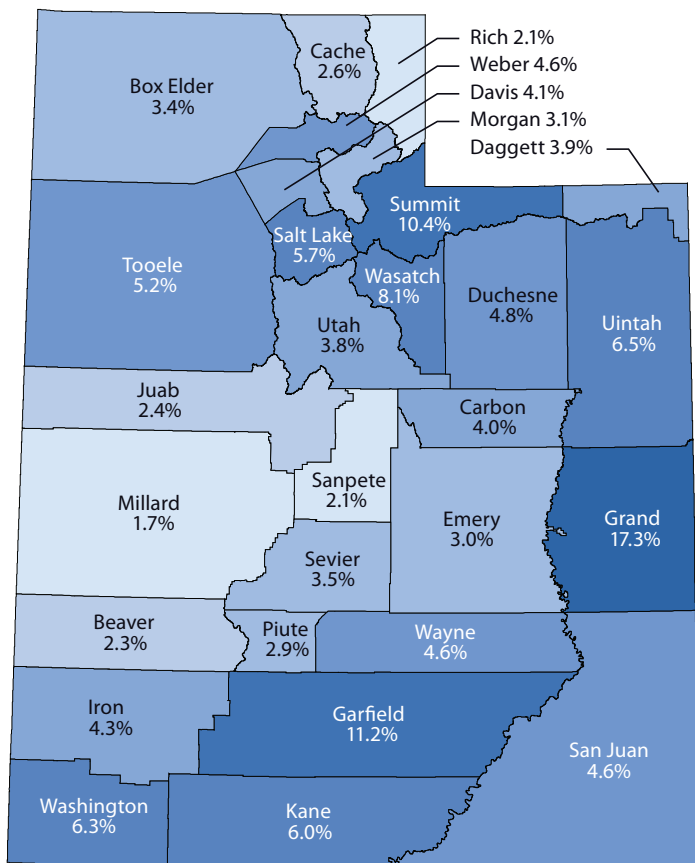 Rich 2.1%
Weber 4.6%
Davis 4.1%
Morgan 3.1%
Daggett 3.9%
Cache
2.6%
Box Elder
3.4%
Summit
10.4%
Salt Lake
5.7%
Tooele
5.2%
Wasatch
8.1%
Duchesne
4.8%
Uintah
6.5%
Utah
3.8%
Juab
2.4%
Carbon
4.0%
Sanpete
2.1%
Millard
1.7%
Emery
3.0%
Grand
17.3%
Sevier
3.5%
Beaver
2.3%
Piute
2.9%
Wayne
4.6%
Iron
4.3%
Garfield
11.2%
San Juan
4.6%
Washington
6.3%
Kane
6.0%